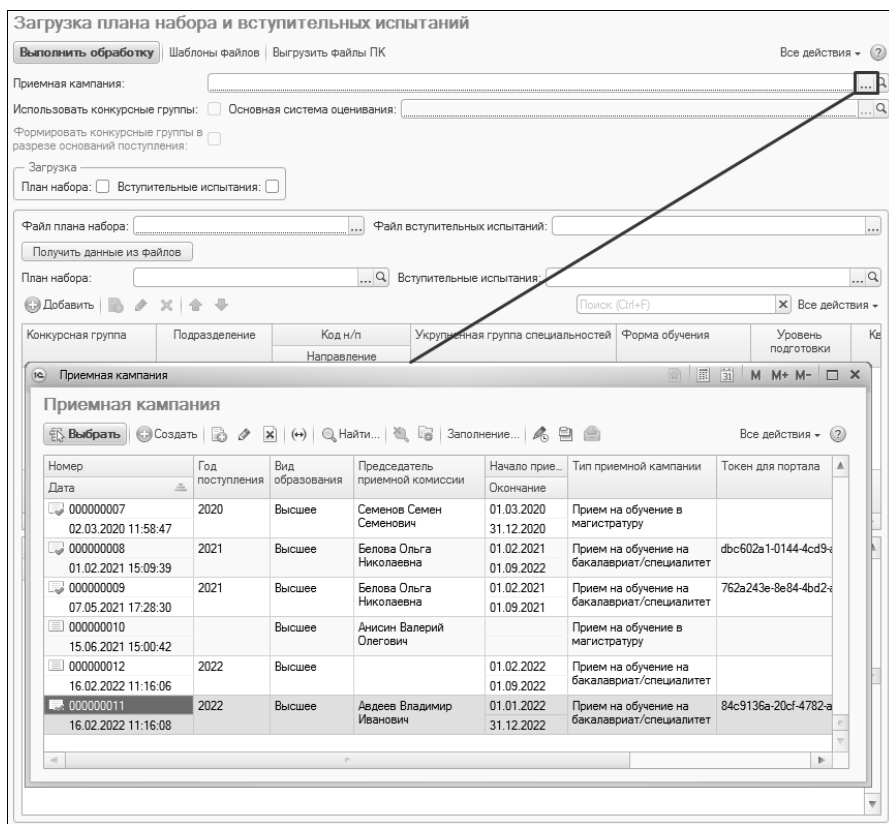 Загрузка плана набора и вступительных испытаний
Выполнить обработку Шаблоны файлов Выгрузить файлы ПК Все действия ?
Приемная кампания: ...
Использовать конкурсные группы: Основная система оценивания: ...
Формировать конкурсные группы в
разрезе оснований поступления:
Загрузка
План набора: Вступительные испытания:
Файл плана набора: ... Файл вступительных испытаний: ...
Получить данные из файлов
План набора: ... Вступительные испытания: ...
Добавить Поиск (Ctrl+F) Все действия
Конкурсная группа Подразделение Код н/п Укрупненная группа специальностей Форма обучения Уровень Ке
подготовки
Направление
1С Приемная кампания 31 M M+ M-
Приемная кампания
Выбрать Создать Найти... Заполнение... Все действия ?
Номер Год Вид Председатель Начало прие... Тип приемной кампании Токен для портала
поступления образования приемной комиссии
Дата Окончание
000000007 2020 Высшее Семенов Семен 01.03.2020 Прием на обучение в
02.03.2020 11:58:47 Семенович 31.12.2020 магистратуру
000000008 2021 Высшее Белова Ольга 01.02.2021 Прием на обучение на dbc602a1-0144-4cd9-a
01.02.2021 15:09:39 Николаевна 01.09.2022 бакалавриат/специалитет
000000009 2021 Высшее Белова Ольга 01.02.2021 Прием на обучение на 762a243e-8e84-4bd2-a
07.05.2021 17:28:30 Николаевна 01.09.2021 бакалавриат/специалитет
000000010 Высшее Анисин Валерий Прием на обучение в
15.06.2021 15:00:42 Олегович магистратуру
000000012 2022 Высшее 01.02.2022 Прием на обучение на
16.02.2022 11:16:06 01.09.2022 бакалавриат/специалитет
000000011 2022 Высшее Авдеев Владимир 01.01.2022 Прием на обучение на 84c9136a-20cf-4782-a
16.02.2022 11:16:08 Иванович 31.12.2022 бакалавриат/специалитет